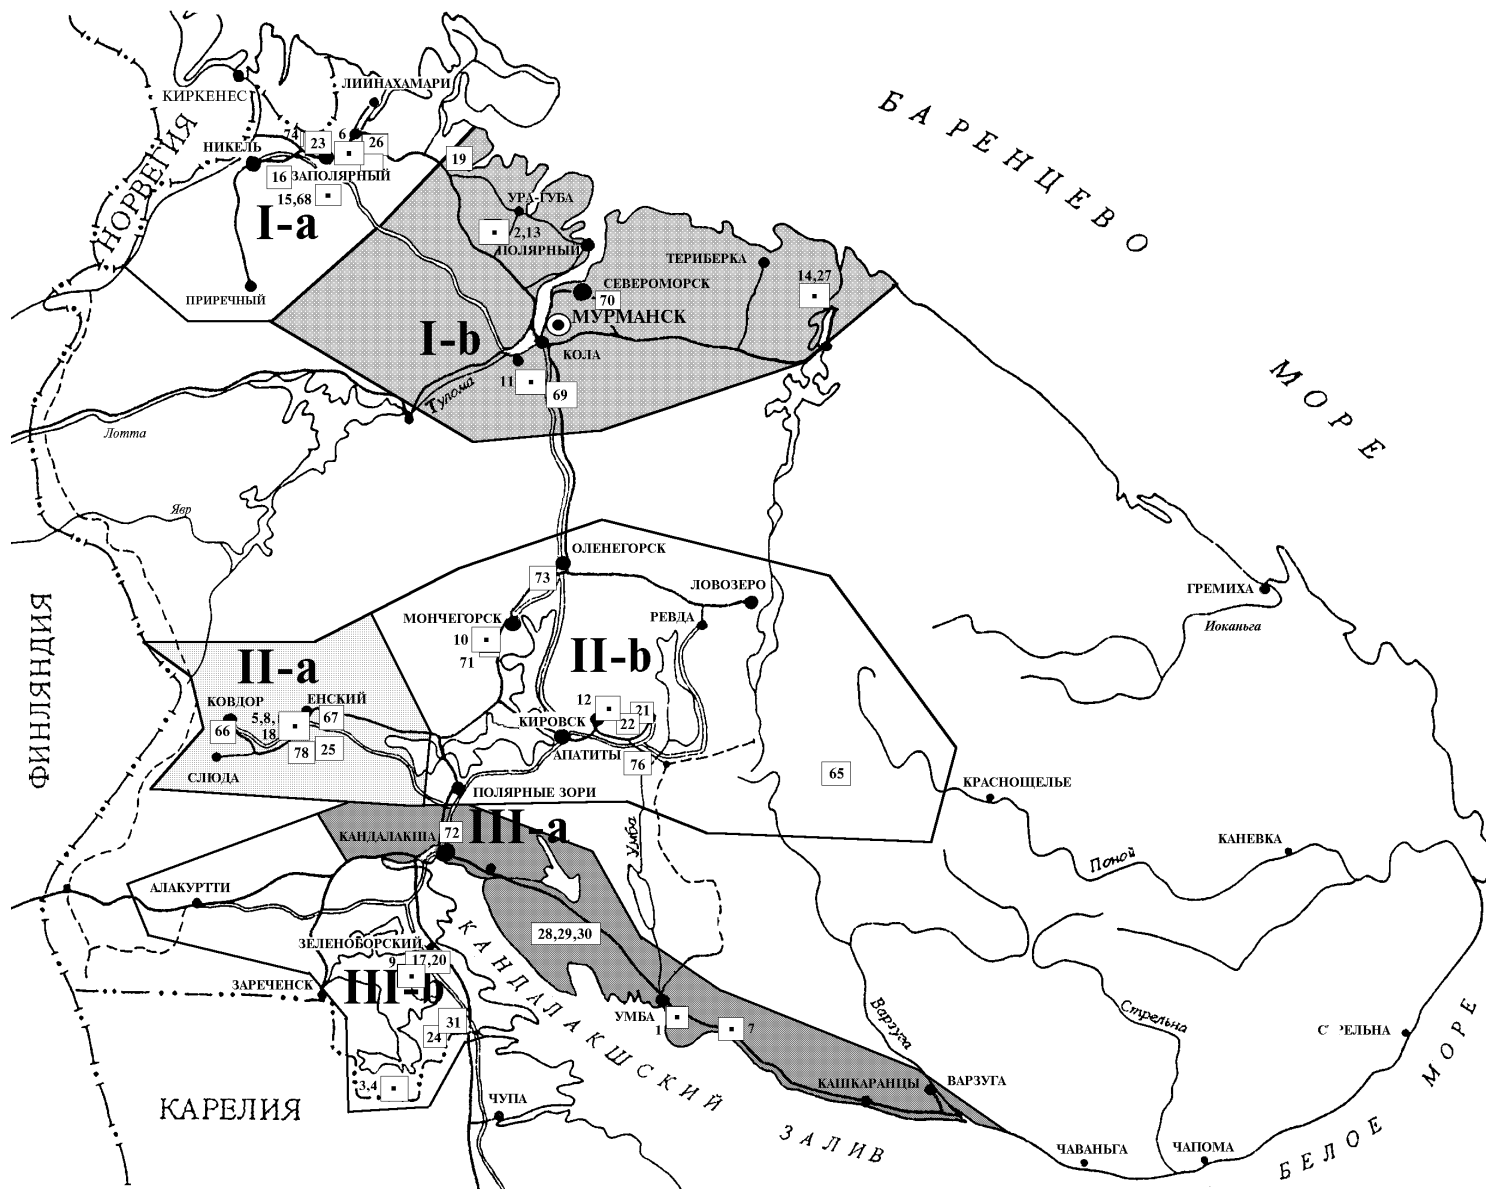 ЛИИНАХАМАРИ
КИРКЕНЕС
БАРЕНЦЕВО
МОРЕ
НОРВЕГИЯ
74
23
6
26
НИКЕЛЬ
19
16
ЗАПОЛЯРНЫЙ
15,68
I-a
УРА-ГУБА
2,13
ПОЛЯРНЫЙ
ТЕРИБЕРКА
14,27
ПРИРЕЧНЫЙ
СЕВЕРОМОРСК
70
МУРМАНСК
I-b
КОЛА
11
69
Тулома
Лотта
Явр
ОЛЕНЕГОРСК
73
ЛОВОЗЕРО
ГРЕМИХА
Иоканьга
МОНЧЕГОРСК
РЕВДА
10
71
II-b
II-a
ФИНЛЯНДИЯ
КОВДОР
ЕНСКИЙ
5,8,
18
67
66
78
25
СЛЮДА
12
21
22
КИРОВСК
АПАТИТЫ
76
65
КРАСНОЩЕЛЬЕ
ПОЛЯРНЫЕ ЗОРИ
КАНДАЛАКША
72
III-a
Умба
КАНЕВКА
Поной
АЛАКУРТТИ
28,29,30
ЗЕЛЕНОБОРСКИЙ
9
17,20
ЗАРЕЧЕНСК
III-b
КАНДАЛАКШСКИЙ
ЗАЛИВ
УМБА
1
7
31
24
Варзуга
Стрельна
С РЕЛЬНА
3,4
КАШКАРАНЦЫ
ВАРЗУГА
КАРЕЛИЯ
ЧУПА
ЧАВАНЬГА
ЧАПОМА
БЕЛОЕ
МОРЕ